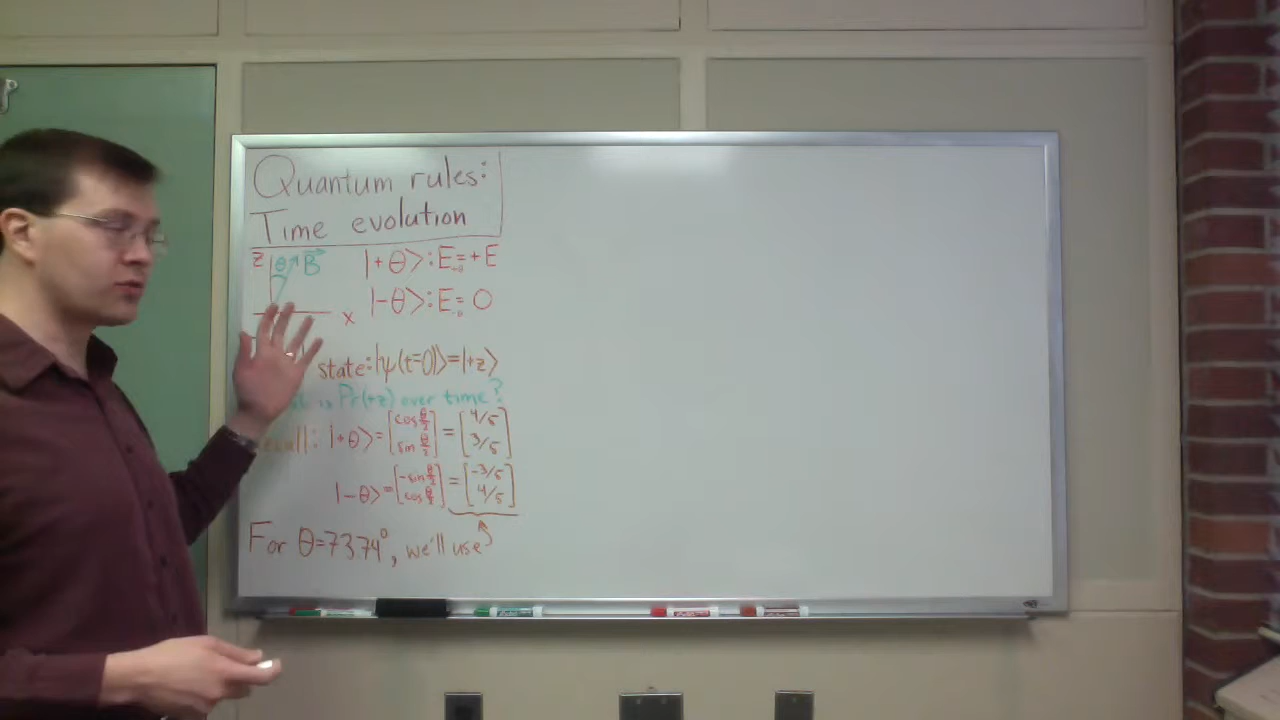 Quantum rules:
Time evolution
z θ B⃗ x
|+θ⟩: E₊θ = +E
|-θ⟩: E₋θ = 0
state: |ψ(t=0)⟩=|+z⟩
is Pr(+z) over time?
|+θ⟩ = [cos θ/2 sin θ/2] = [4/5 3/5]
|-θ⟩ = [-sin θ/2 cos θ/2] = [-3/5 4/5]
For θ=73.74°, we'll use